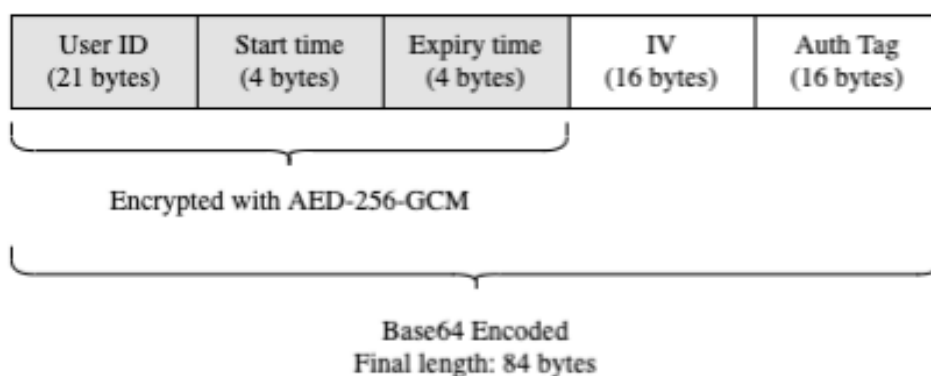 User ID
(21 bytes)
Start time
(4 bytes)
Expiry time
(4 bytes)
IV
(16 bytes)
Auth Tag
(16 bytes)
Encrypted with AED-256-GCM
Base64 Encoded
Final length: 84 bytes